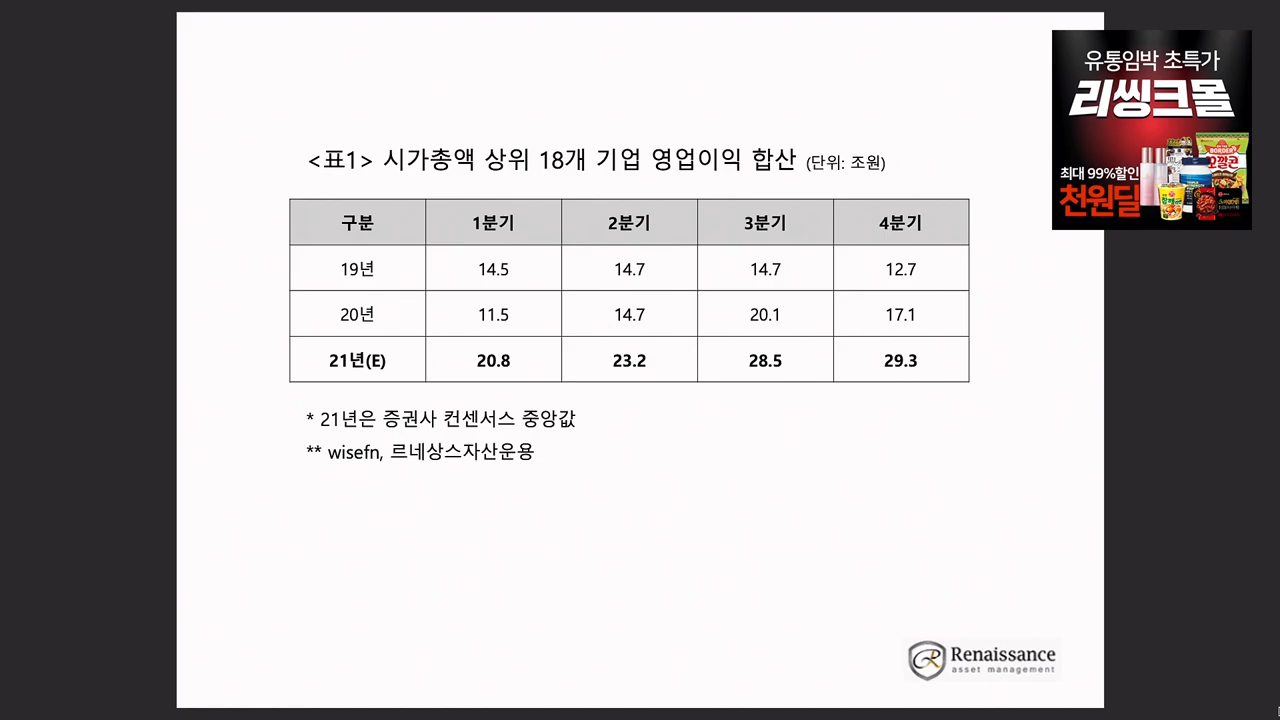 <표1> 시가총액 상위 18개 기업 영업이익 합산 (단위: 조원)
구분 1분기 2분기 3분기 4분기
19년 14.5 14.7 14.7 12.7
20년 11.5 14.7 20.1 17.1
21년(E) 20.8 23.2 28.5 29.3
* 21년은 증권사 컨센서스 중앙값
** wisefn, 르네상스자산운용
Renaissance
asset management
유통임박 초특가
리씽크몰
최대 99%할인
천원딜